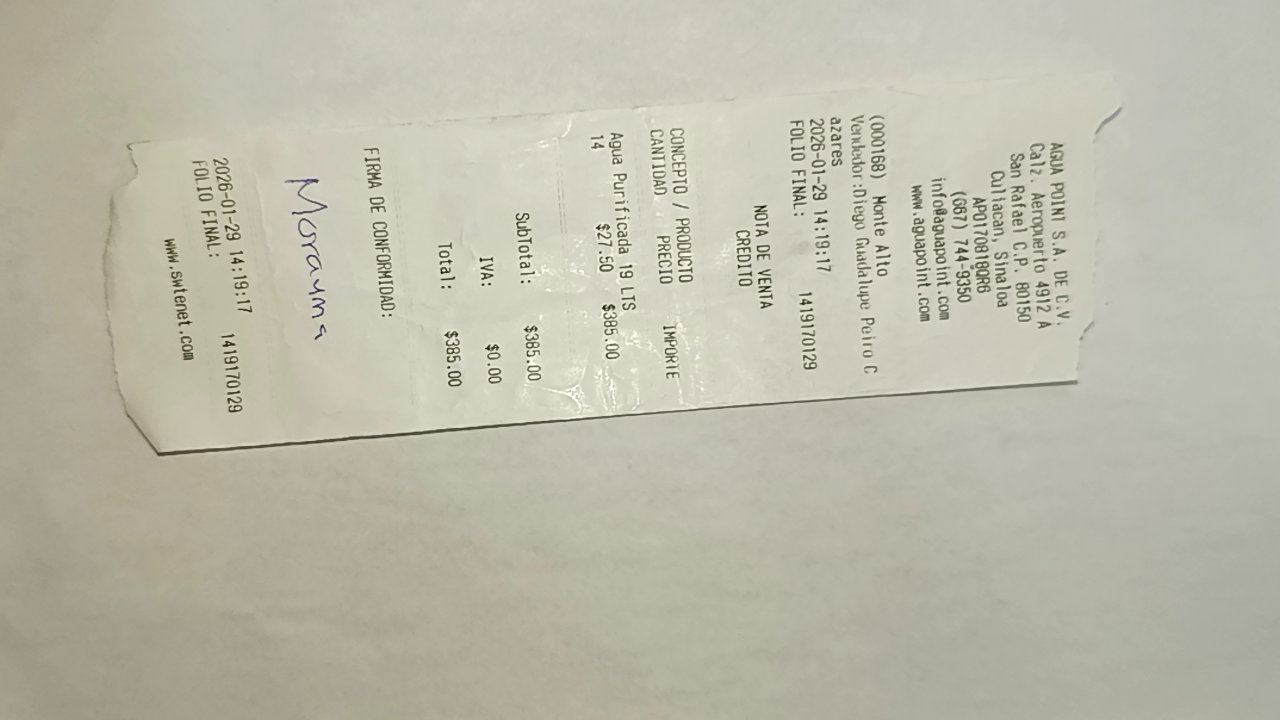 AGUA POINT S.A. DE C.V.
Calz. Aeropuerto 4912 A
San Rafael C.P. 80150
Culiacan, Sinaloa
APO170818QR6
(667) 744-9350
info@aguapoint.com
www.aguapoint.com
(000168) Monte Alto
Vendedor:Diego Guadalupe Peiro C
azares
2026-01-29 14:19:17
FOLIO FINAL: 1419170129
NOTA DE VENTA
CREDITO
CONCEPTO / PRODUCTO
CANTIDAD PRECIO IMPORTE
Agua Purificada 19 LTS
14 $27.50 $385.00
SubTotal: $385.00
IVA: $0.00
Total: $385.00
FIRMA DE CONFORMIDAD:
Morayma
2026-01-29 14:19:17
FOLIO FINAL: 1419170129
www.swtenet.com